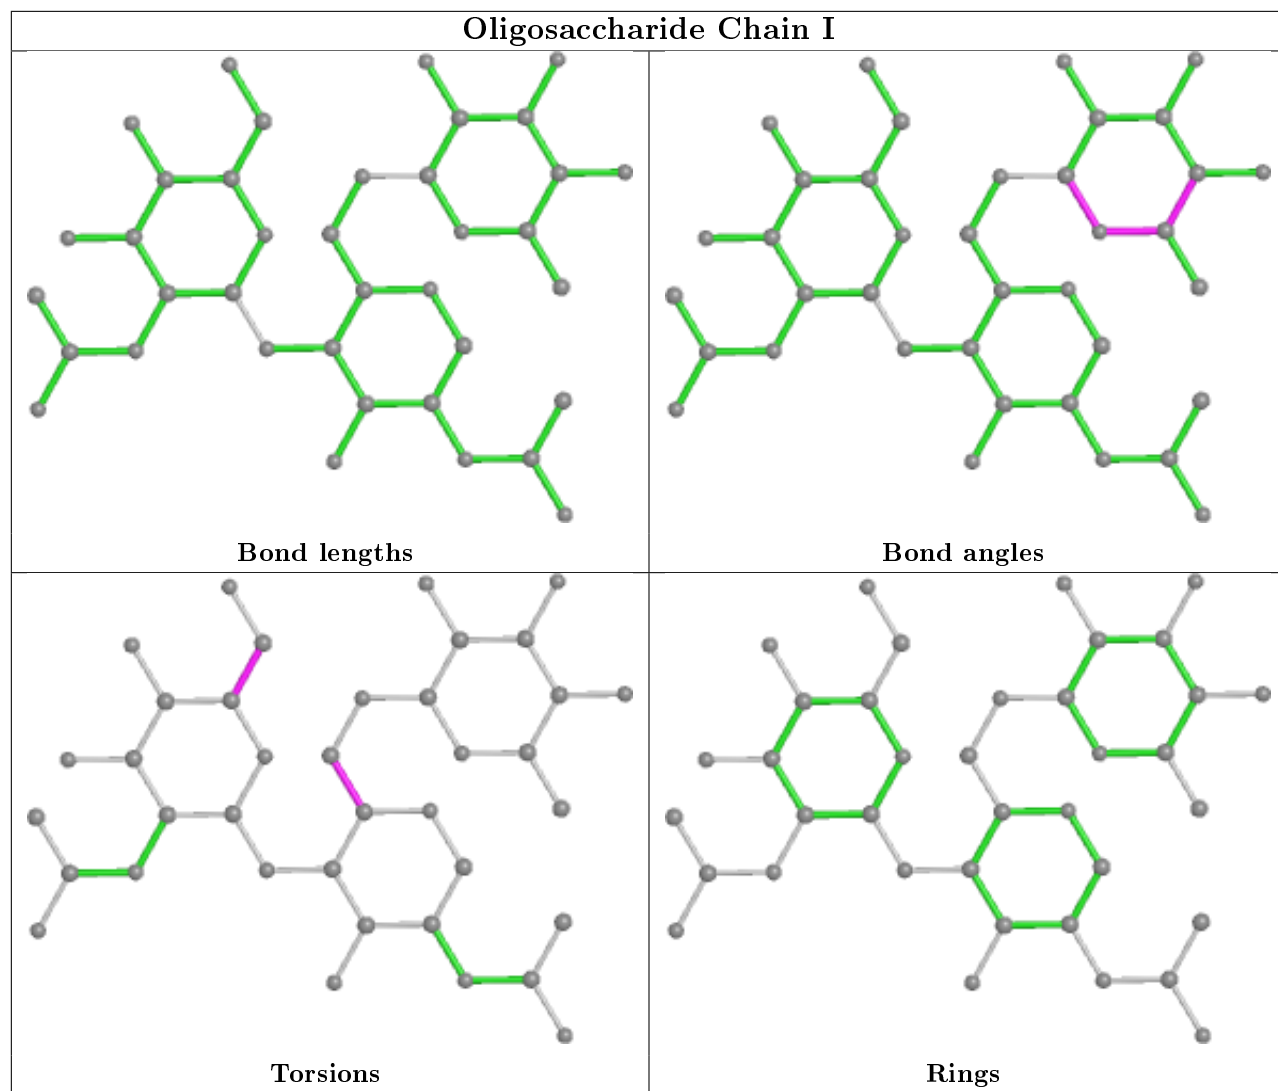 Oligosaccharide Chain I
Bond lengths
Bond angles
Torsions
Rings